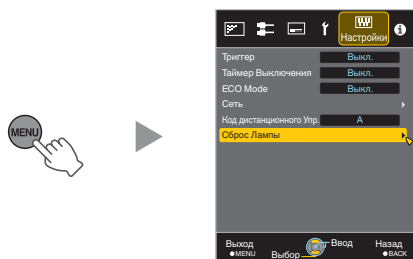 MENU
Настройки
Триггер Выкл.
Таймер Выключения Выкл.
ECO Mode Выкл.
Сеть
Код дистанционного Упр. A
Сброс Лампы
Выход Ввод Назад
MENU Выбор BACK